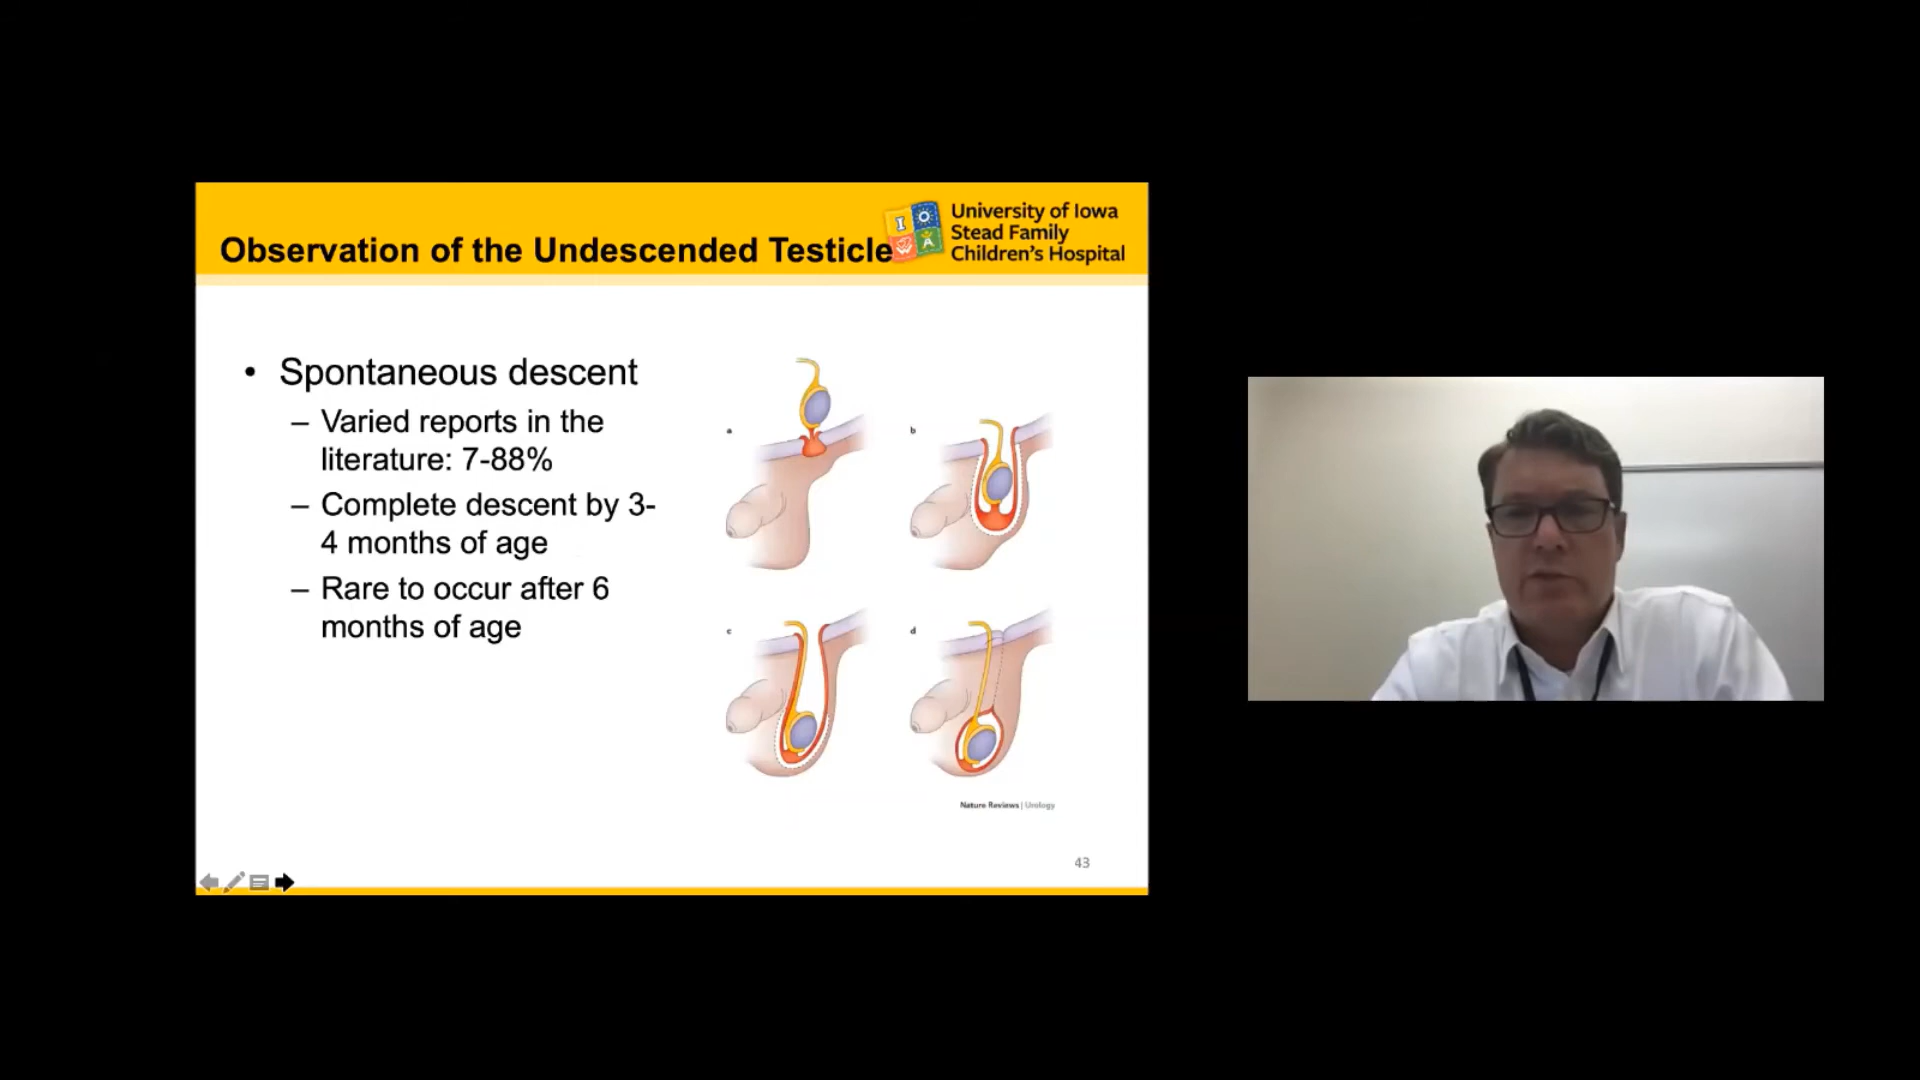 Observation of the Undescended Testicle
University of Iowa
Stead Family
Children's Hospital
• Spontaneous descent
– Varied reports in the
literature: 7-88%
– Complete descent by 3-
4 months of age
– Rare to occur after 6
months of age
a
b
c
d
Nature Reviews | Urology
43